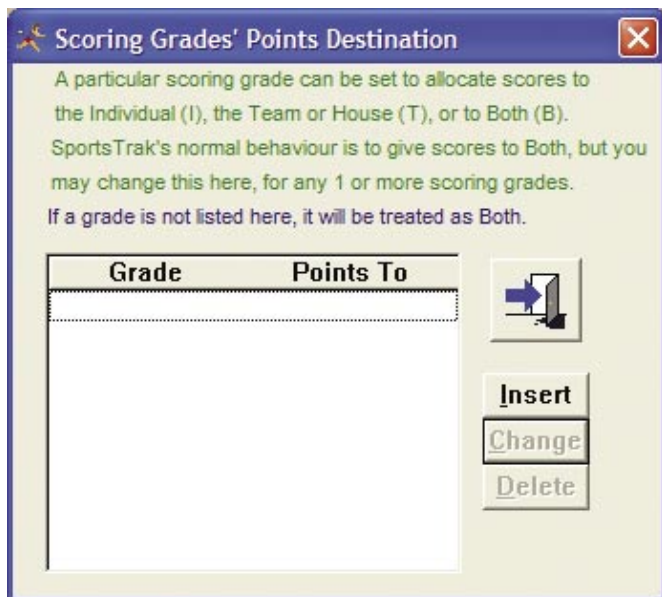 Scoring Grades' Points Destination
A particular scoring grade can be set to allocate scores to
the Individual (I), the Team or House (T), or to Both (B).
SportsTrak's normal behaviour is to give scores to Both, but you
may change this here, for any 1 or more scoring grades.
If a grade is not listed here, it will be treated as Both.
Grade Points To
Insert
Change
Delete